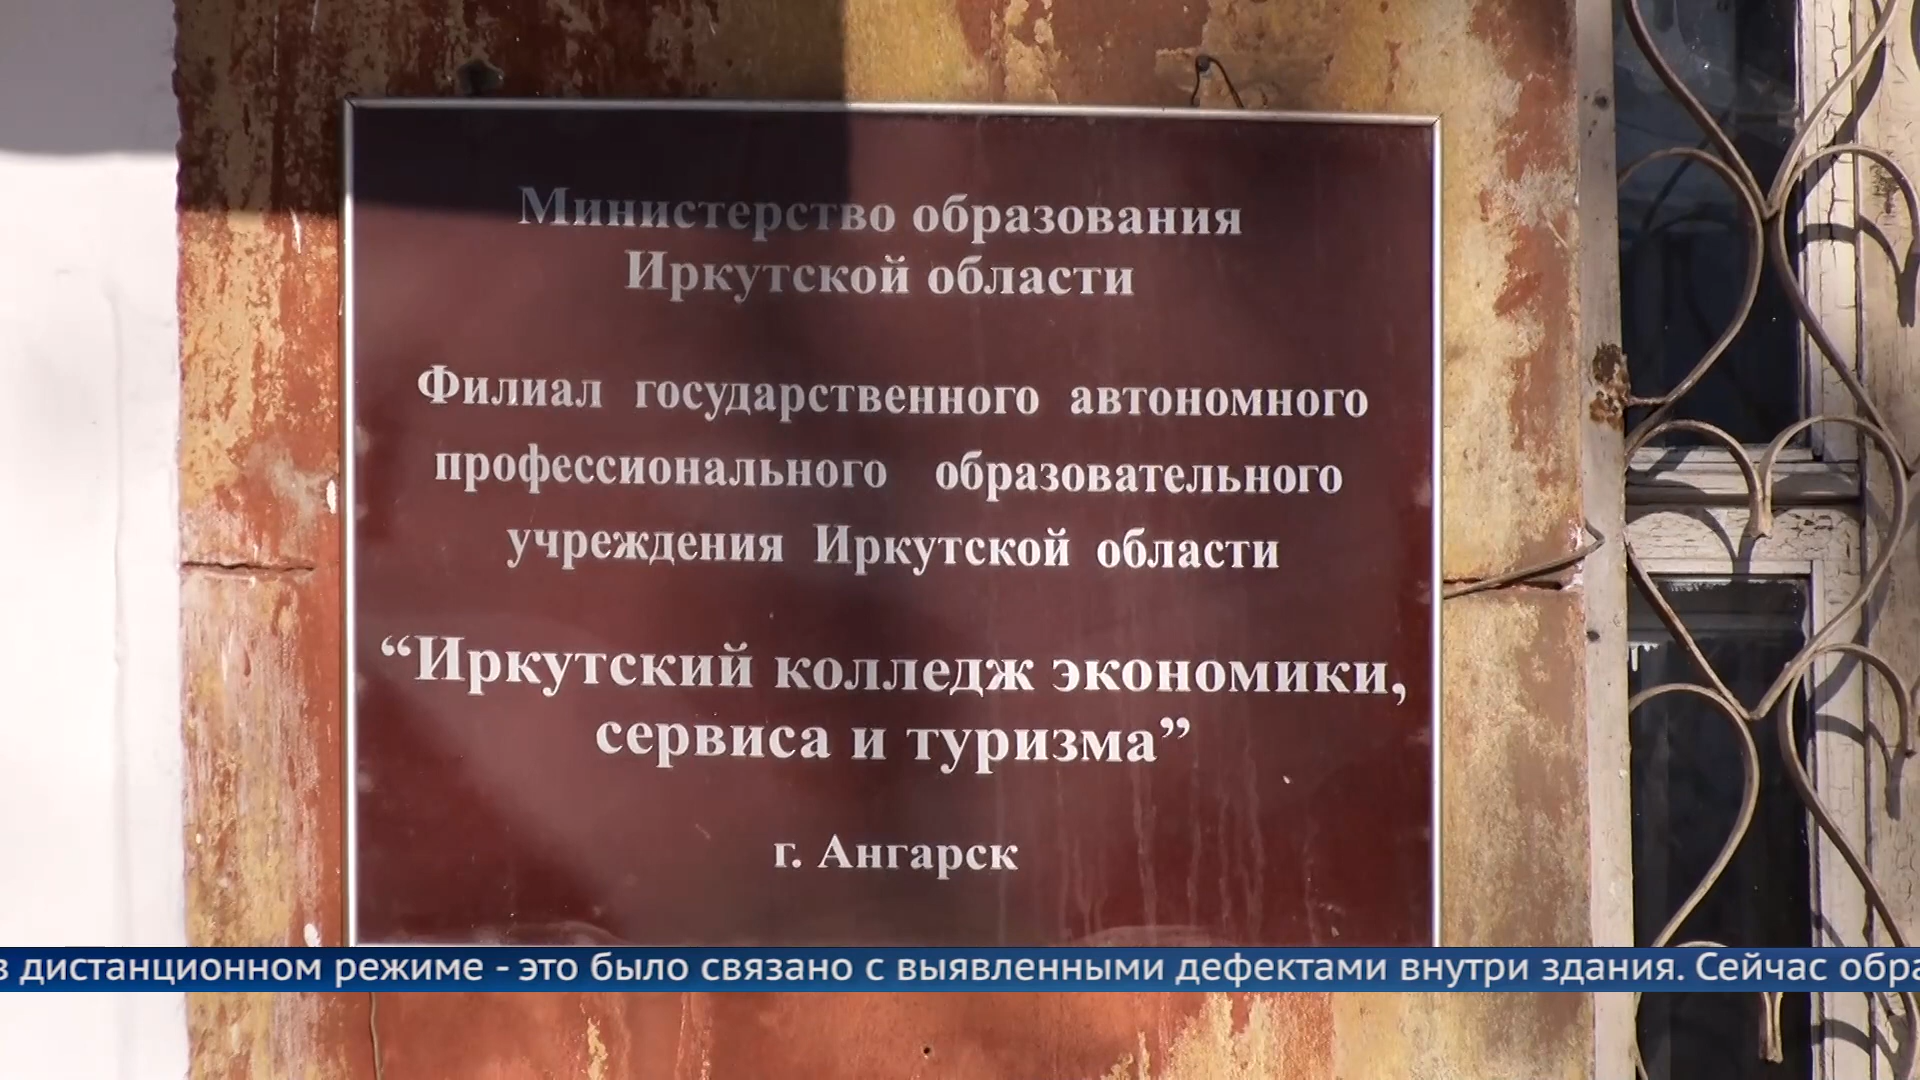 Министерство образования
Иркутской области
Филиал государственного автономного
профессионального образовательного
учреждения Иркутской области
“Иркутский колледж экономики,
сервиса и туризма”
г. Ангарск
в дистанционном режиме - это было связано с выявленными дефектами внутри здания. Сейчас обра